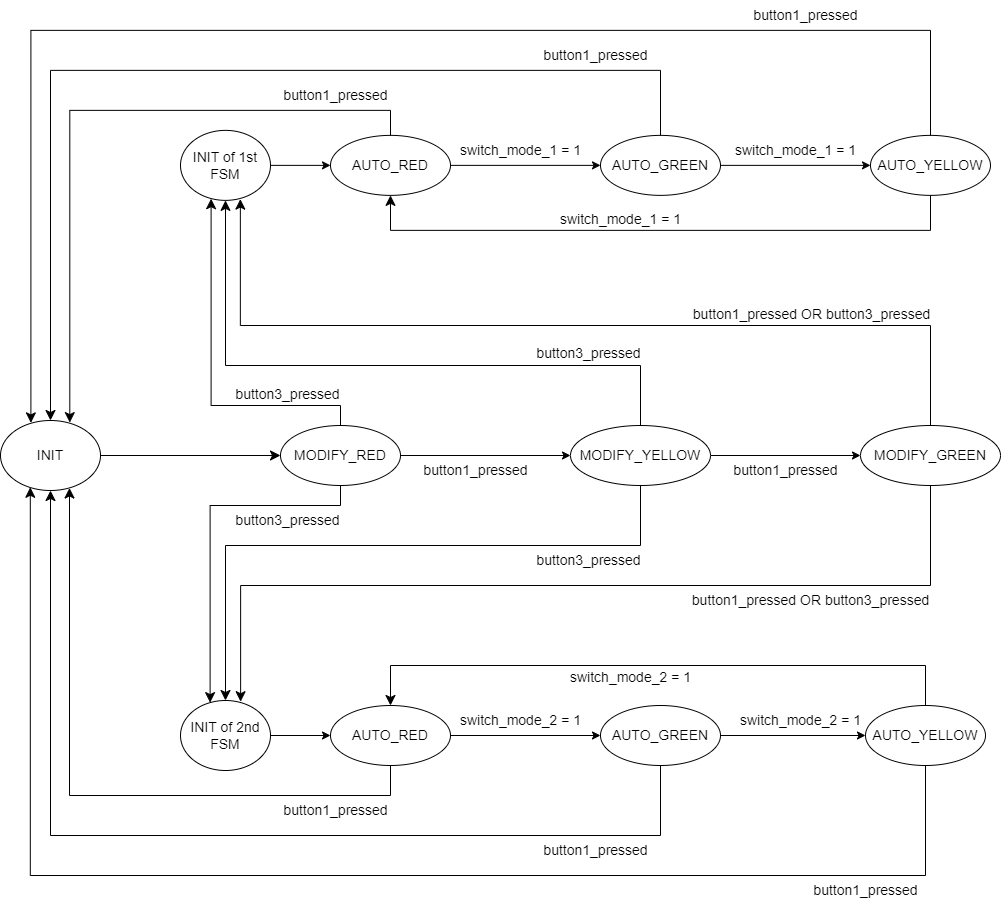 button1_pressed
button1_pressed
button1_pressed
INIT of 1st
FSM
AUTO_RED
switch_mode_1 = 1
AUTO_GREEN
switch_mode_1 = 1
AUTO_YELLOW
switch_mode_1 = 1
button1_pressed OR button3_pressed
button3_pressed
button3_pressed
INIT
MODIFY_RED
button1_pressed
MODIFY_YELLOW
button1_pressed
MODIFY_GREEN
button3_pressed
button3_pressed
button1_pressed OR button3_pressed
switch_mode_2 = 1
INIT of 2nd
FSM
AUTO_RED
switch_mode_2 = 1
AUTO_GREEN
switch_mode_2 = 1
AUTO_YELLOW
button1_pressed
button1_pressed
button1_pressed